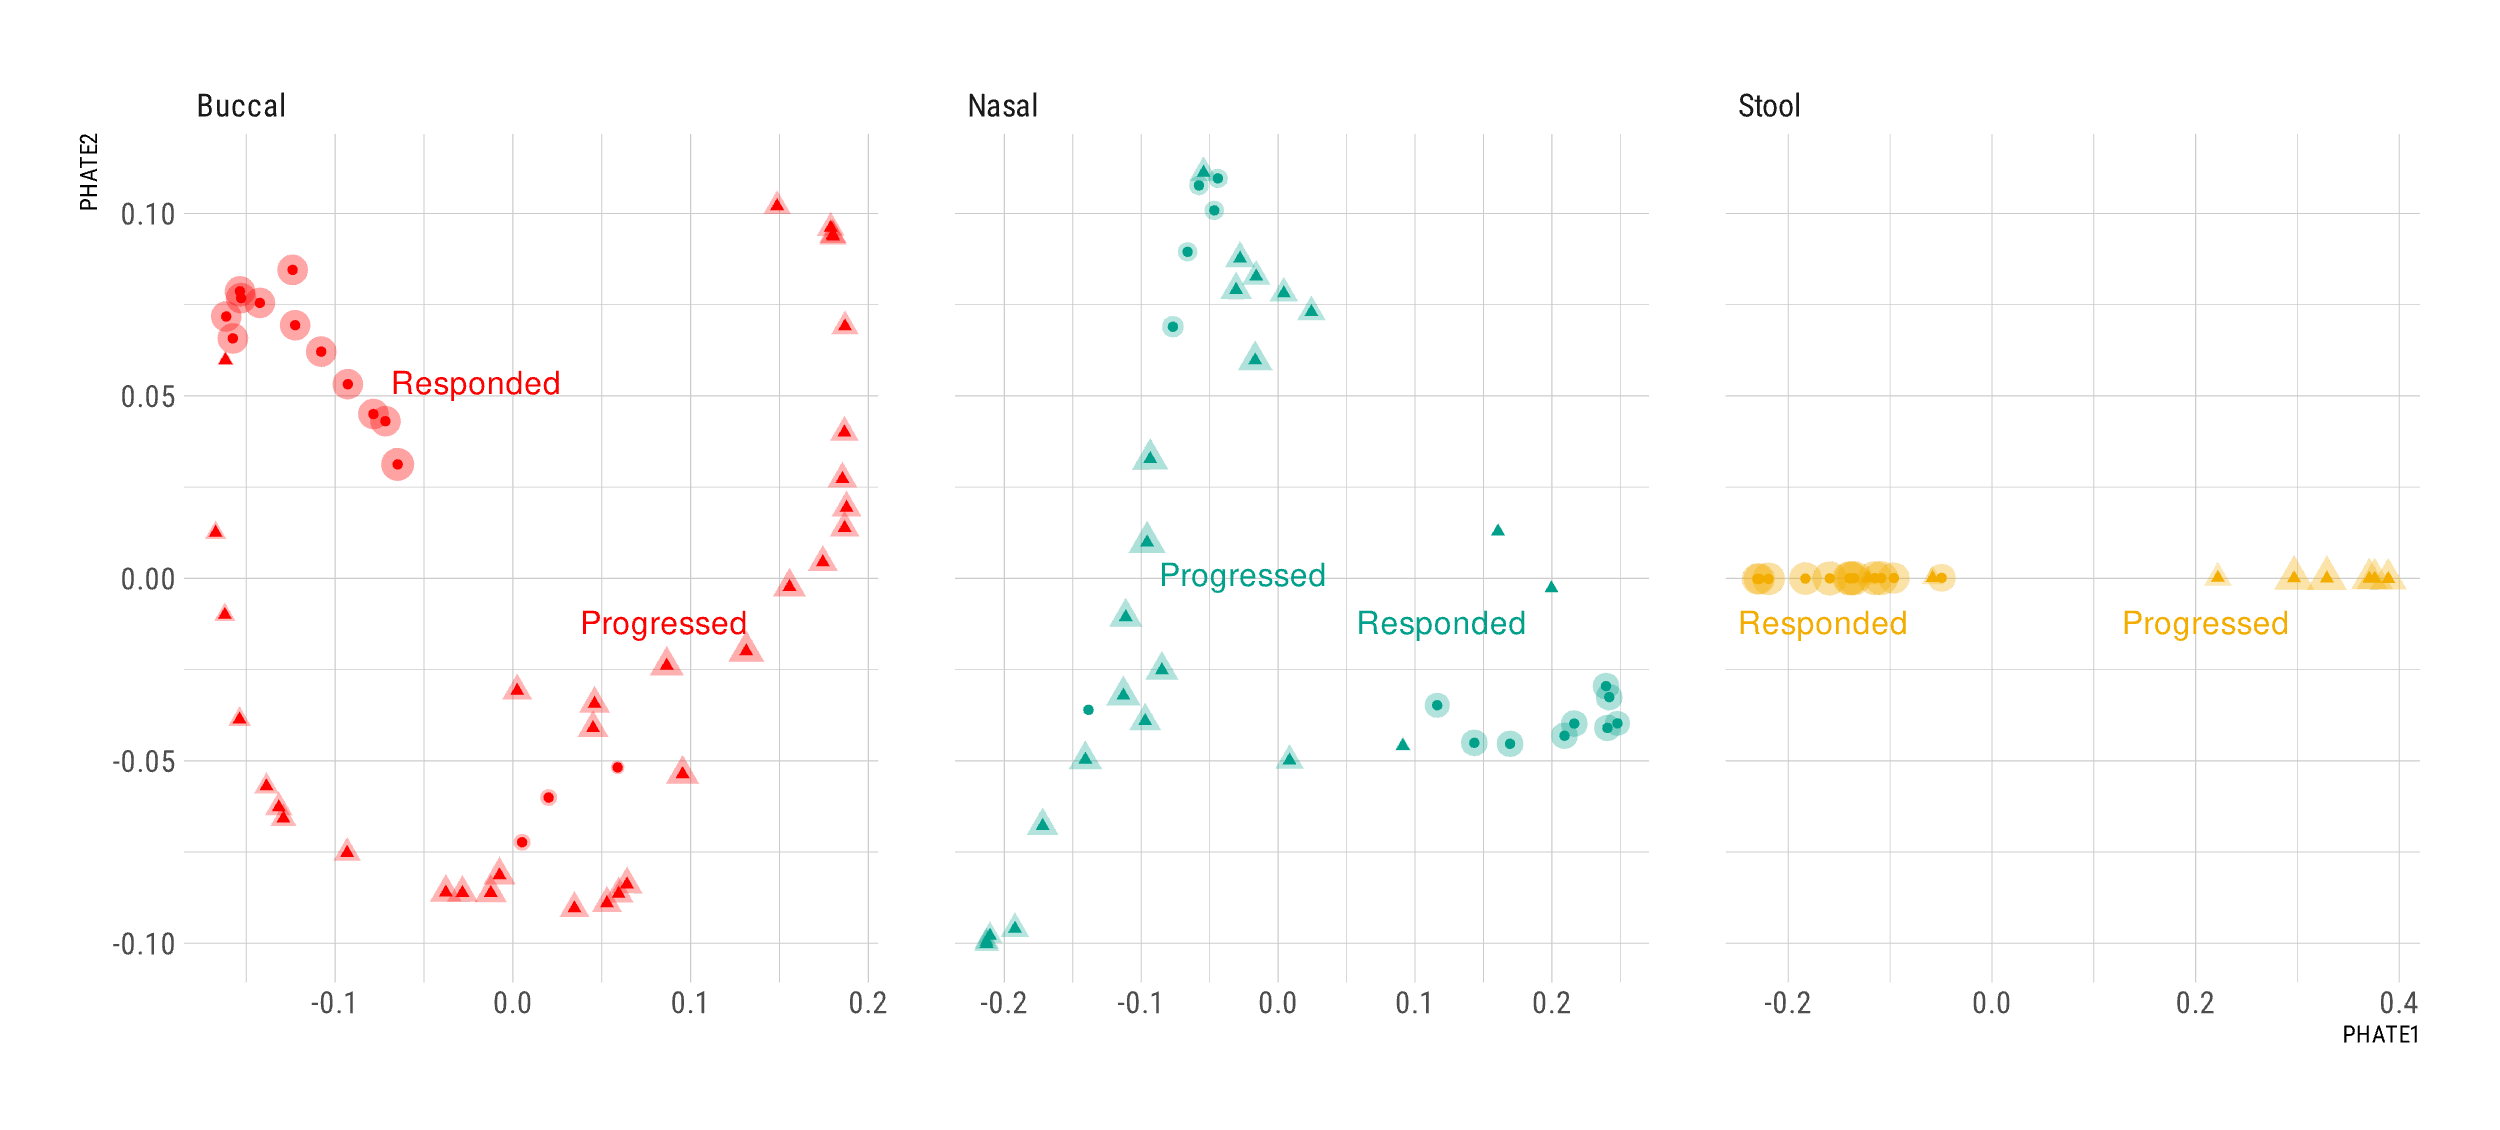 Buccal
Nasal
Stool
PHATE2
0.10
0.05
0.00
-0.05
-0.10
Responded
Progressed
Progressed
Responded
Responded
Progressed
-0.1 0.0 0.1 0.2
-0.2 -0.1 0.0 0.1 0.2
-0.2 0.0 0.2 0.4
PHATE1